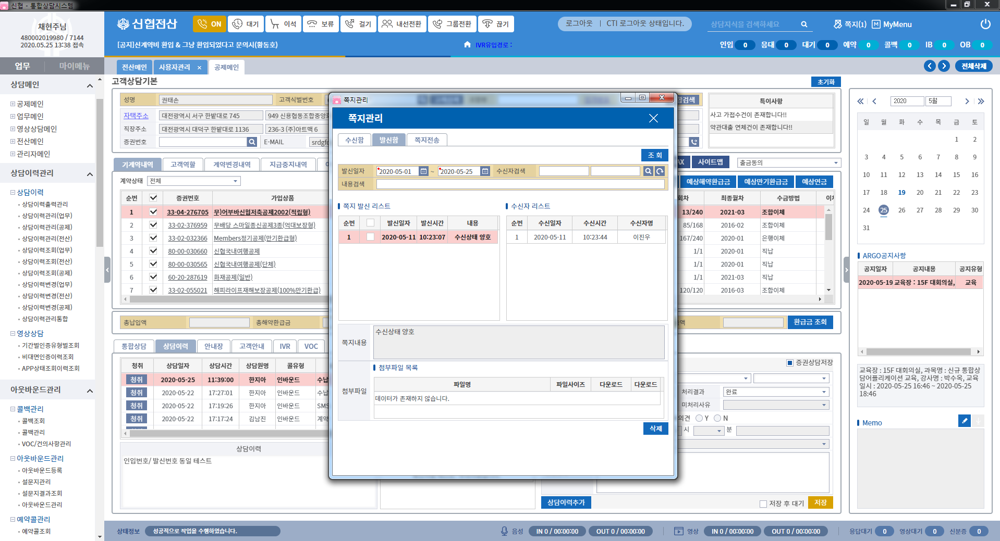 신협 - 통합상담시스템
채현주님
480002019980 / 7144
2020.05.25 13:38 접속
신협전산
ON 대기 이석 보류 걸기 내선전환 그룹전환 끊기
로그아웃 | CTI 로그아웃 상태입니다.
상담지식을 검색하세요
쪽지(1) MyMenu
[공지]신계약비 환입 & 그냥 환입되었다고 문의시(황동호)
IVR유입경로 :
인입 0 응대 0 대기 0 예약 0 콜백 0 IB 0 OB 0
업무 마이메뉴
전산메인 사용자관리 × 공제메인
전체삭제
상담메인
공제메인
업무메인
영상상담메인
전산메인
관리자메인
상담이력관리
상담이력
상담이력출력관리
상담이력관리(업무)
상담이력관리(공제)
상담이력관리(전산)
상담이력조회(업무)
상담이력조회(전산)
상담이력조회(공제)
상담이력변경(업무)
상담이력변경(전산)
상담이력변경(공제)
상담이력관리통합
영상상담
기간별인증유형별조회
비대면인증이력조회
APP상태조회이력조회
아웃바운드관리
콜백관리
콜백조회
콜백관리
VOC/건의사항관리
아웃바운드관리
아웃바운드등록
설문지관리
설문지결과조회
아웃바운드관리
예약콜관리
예약콜조회
고객상담기본
초기화
성명 권태손 고객식별번호
합검색
자택주소 대전광역시 서구 한밭대로 745 949 신용협동조합중앙회
직장주소 대전광역시 대덕구 한밭대로 1136 236-3 (주)아트맥 6
증권번호 E-MAIL srdgfd
특이사항
사고 가접수건이 존재합니다!!
약관대출 연체건이 존재합니다!!
기계약내역 고객역할 계약변경내역 지급중지내역
AX 사이트맵 출금동의
계약상태 전체
예상해약환급금 예상만기환급금 예상연금
순번 증권번호 가입상품
1 33-04-276705 무)어부바신협저축공제2002(적립형)
2 33-02-376959 무배당 스마일종신공제3종(역대보장형)
3 33-02-032366 Members정기공제(만기환급형)
4 80-00-030660 신협국내여행공제
5 80-00-030565 신협국내여행공제(단체)
6 60-20-287619 화재공제(일반)
7 33-02-055021 해피라이프재해보장공제(100%만기환급)
회차 최종월차 수금방법 이체
13/240 2021-03 조합이체
85/168 2016-02 조합이체
167/240 2020-01 은행이체
1/1 2020-01 직납
1/1 2020-01 직납
1/1 2021-03 직납
120/120 2016-03 조합이체
총납입액 총해약환급금
액 환급금 조회
통합상담 상담이력 안내장 고객안내 IVR VOC
청취 상담일자 상담시간 상담원명 콜유형
청취 2020-05-25 11:39:00 한지아 인바운드 수납
청취 2020-05-22 17:27:01 한지아 인바운드 수납
청취 2020-05-22 17:19:26 한지아 인바운드 SMS
청취 2020-05-22 17:17:24 김남진 인바운드 계약
상담이력
인입번호/ 발신번호 동일 테스트
증권상담저장
처리결과 완료
미처리사유
의견 Y N
시 분
상담이력추가
저장 후 대기 저장
쪽지관리
쪽지관리
수신함 발신함 쪽지전송
조 회
발신일자 2020-05-01 ~ 2020-05-25 수신자검색
내용검색
쪽지 발신 리스트
순번 발신일자 발신시간 내용
1 2020-05-11 10:23:07 수신상태 양호
수신자 리스트
순번 수신일자 수신시간 수신자명
1 2020-05-11 10:23:44 이진우
쪽지내용 수신상태 양호
첨부파일
첨부파일 목록
파일명 파일사이즈 다운로드 다운로드
데이터가 존재하지 않습니다.
삭제
2020 5월
일 월 화 수 목 금 토
1 2
3 4 5 6 7 8 9
10 11 12 13 14 15 16
17 18 19 20 21 22 23
24 25 26 27 28 29 30
31
ARGO공지사항
공지일자 공지내용 공지유형
2020-05-19 교육장 : 15F 대회의실, 교육
교육장 : 15F 대회의실, 과목명 : 신규 통합상
담어플리케이션 교육, 강사명 : 박수옥, 교육
일시 : 2020-05-25 16:46 ~ 2020-05-25
18:46
Memo
상태정보 성공적으로 작업을 수행하였습니다.
음성 IN 0 / 00:00:00 OUT 0 / 00:00:00
영상 IN 0 / 00:00:00 OUT 0 / 00:00:00
응답대기 0 영상대기 0 신분증 0